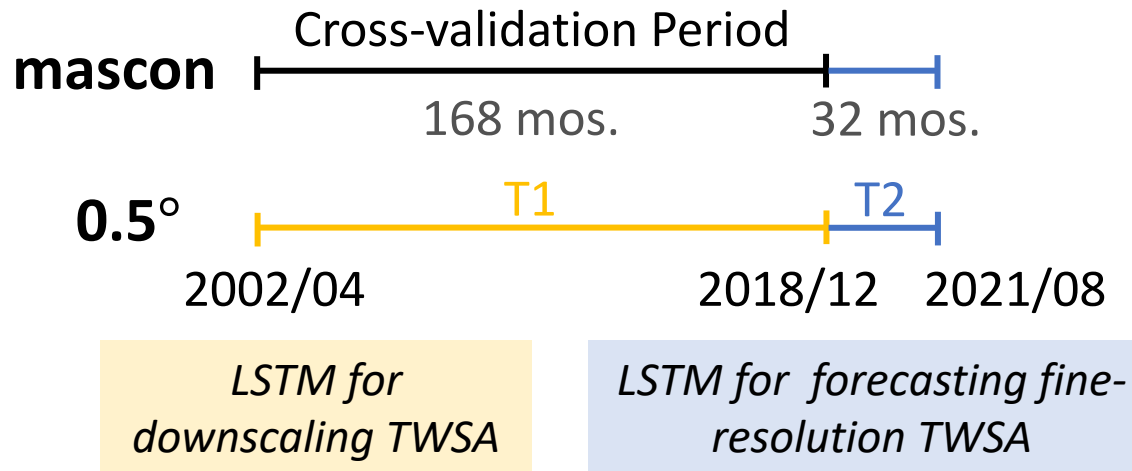 Cross-validation Period
mascon
168 mos.
32 mos.
T1
T2
0.5°
2002/04
2018/12
2021/08
LSTM for
downscaling TWSA
LSTM for forecasting fine-
resolution TWSA